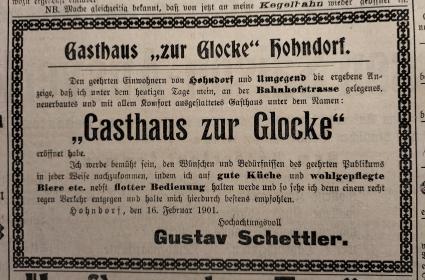 NB. Mache gleichzeitig bekannt, daß von jetzt an meine Kegelbahn wieder geöffnet ist.
Gasthaus „zur Glocke“ Hohndorf.
Den geehrten Einwohnern von Hohndorf und Umgegend die ergebene An-
zeige, daß ich unter dem heutigen Tage mein, an der Bahnhofstrasse gelegenes,
neuerbautes und mit allem Komfort ausgestattetes Gasthaus unter dem Namen:
„Gasthaus zur Glocke“
eröffnet habe.
Ich werde bemüht sein, den Wünschen und Bedürfnissen des geehrten Publikums
in jeder Weise nachzukommen, indem ich auf gute Küche und wohlgepflegte
Biere etc. nebst flotter Bedienung halten werde und so sehe ich denn einem recht
regen Verkehr entgegen und halte mich hierdurch bestens empfohlen.
Hohndorf, den 16. Februar 1901.
Hochachtungsvoll
Gustav Schettler.